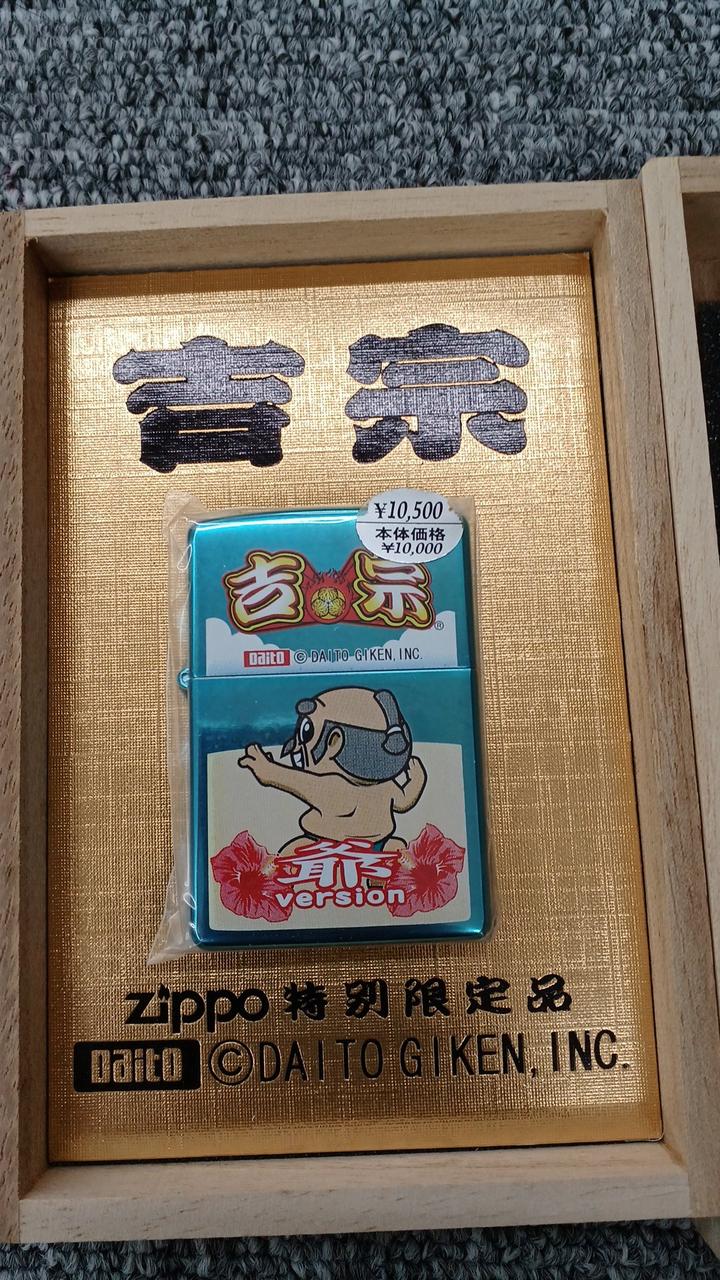 吉宗
¥10,500
本体価格
¥10,000
吉宗®
Daito © DAITO GIKEN, INC.
爺
version
zippo 特別限定品
Daito ©DAITO GIKEN, INC.